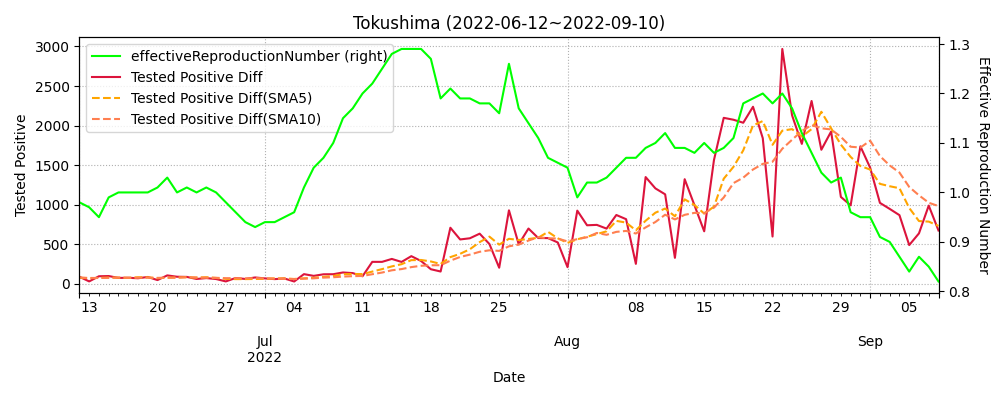 Tokushima (2022-06-12~2022-09-10)
effectiveReproductionNumber (right)
Tested Positive Diff
Tested Positive Diff(SMA5)
Tested Positive Diff(SMA10)
Tested Positive
3000
2500
2000
1500
1000
500
0
1.3
1.2
1.1
1.0
0.9
0.8
Effective Reproduction Number
13 20 27 04 11 18 25 08 15 22 29 05
Jul Aug Sep
2022
Date